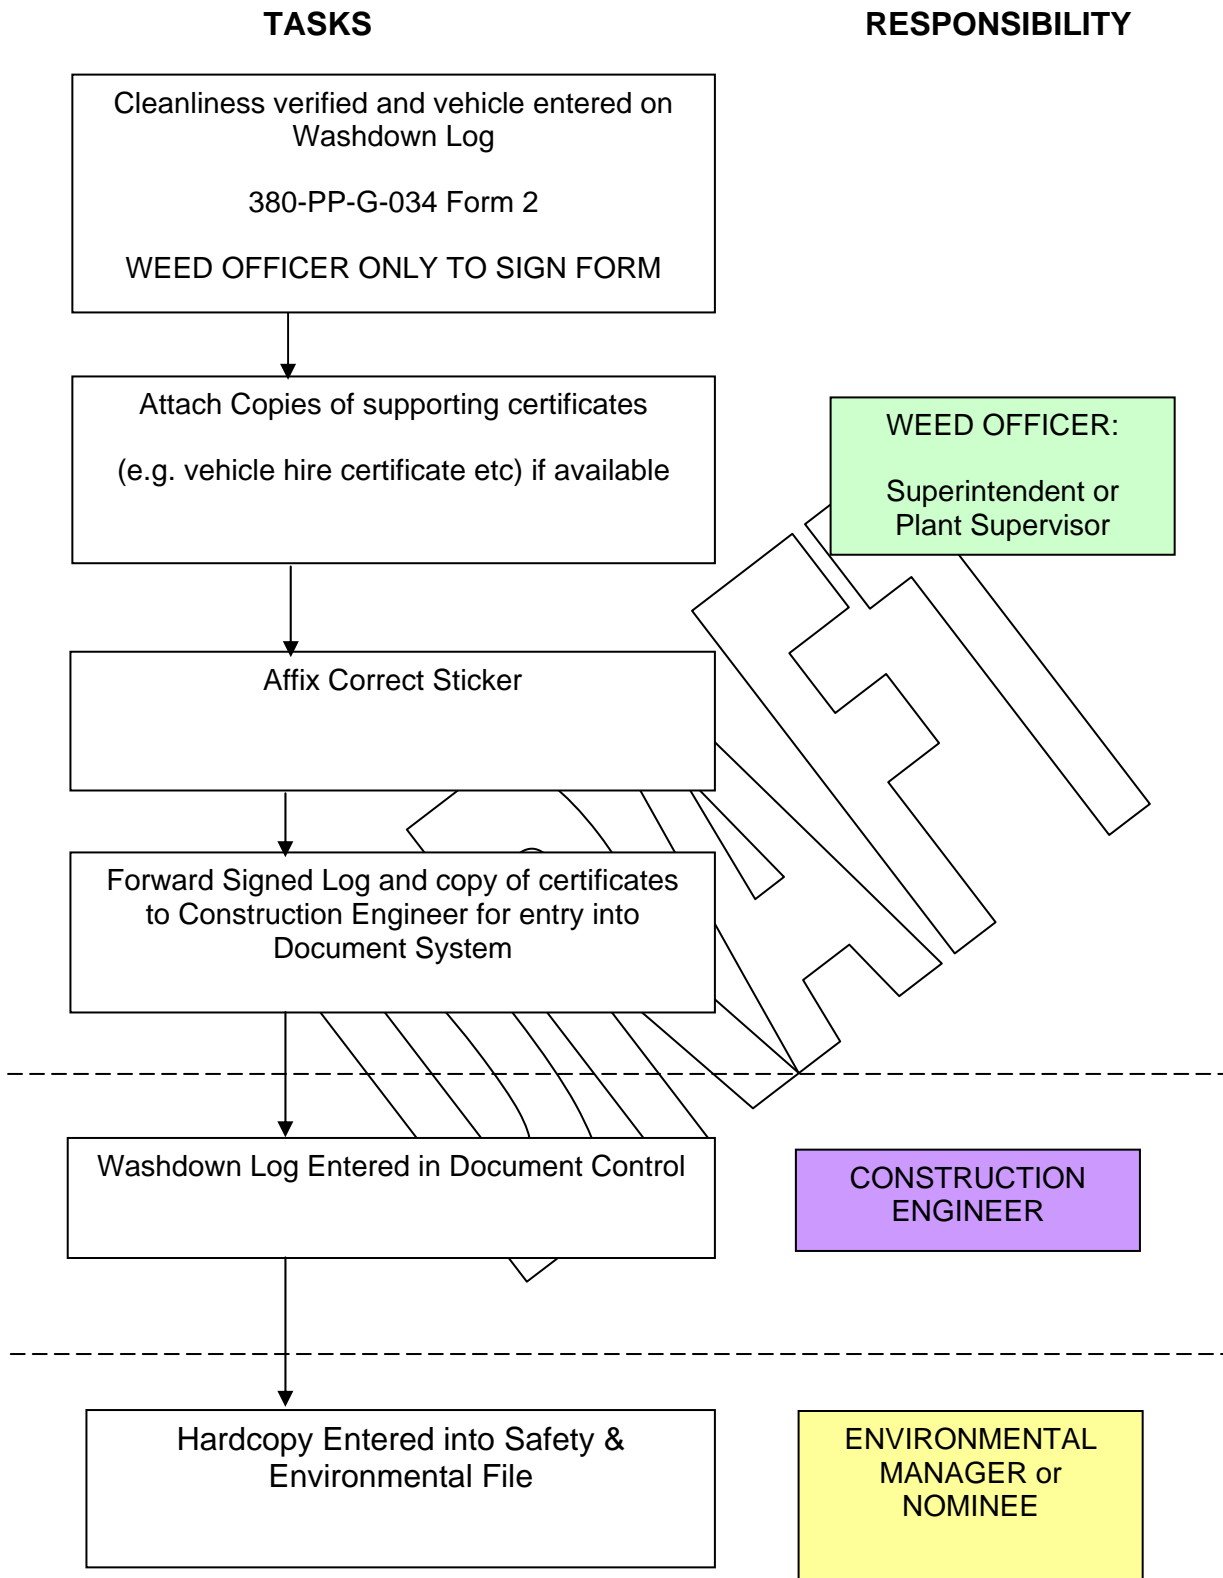 TASKS
RESPONSIBILITY
Cleanliness verified and vehicle entered on
Washdown Log
380-PP-G-034 Form 2
WEED OFFICER ONLY TO SIGN FORM
Attach Copies of supporting certificates
(e.g. vehicle hire certificate etc) if available
WEED OFFICER:
Superintendent or
Plant Supervisor
Affix Correct Sticker
Forward Signed Log and copy of certificates
to Construction Engineer for entry into
Document System
Washdown Log Entered in Document Control
CONSTRUCTION
ENGINEER
Hardcopy Entered into Safety &
Environmental File
ENVIRONMENTAL
MANAGER or
NOMINEE
DRAFT